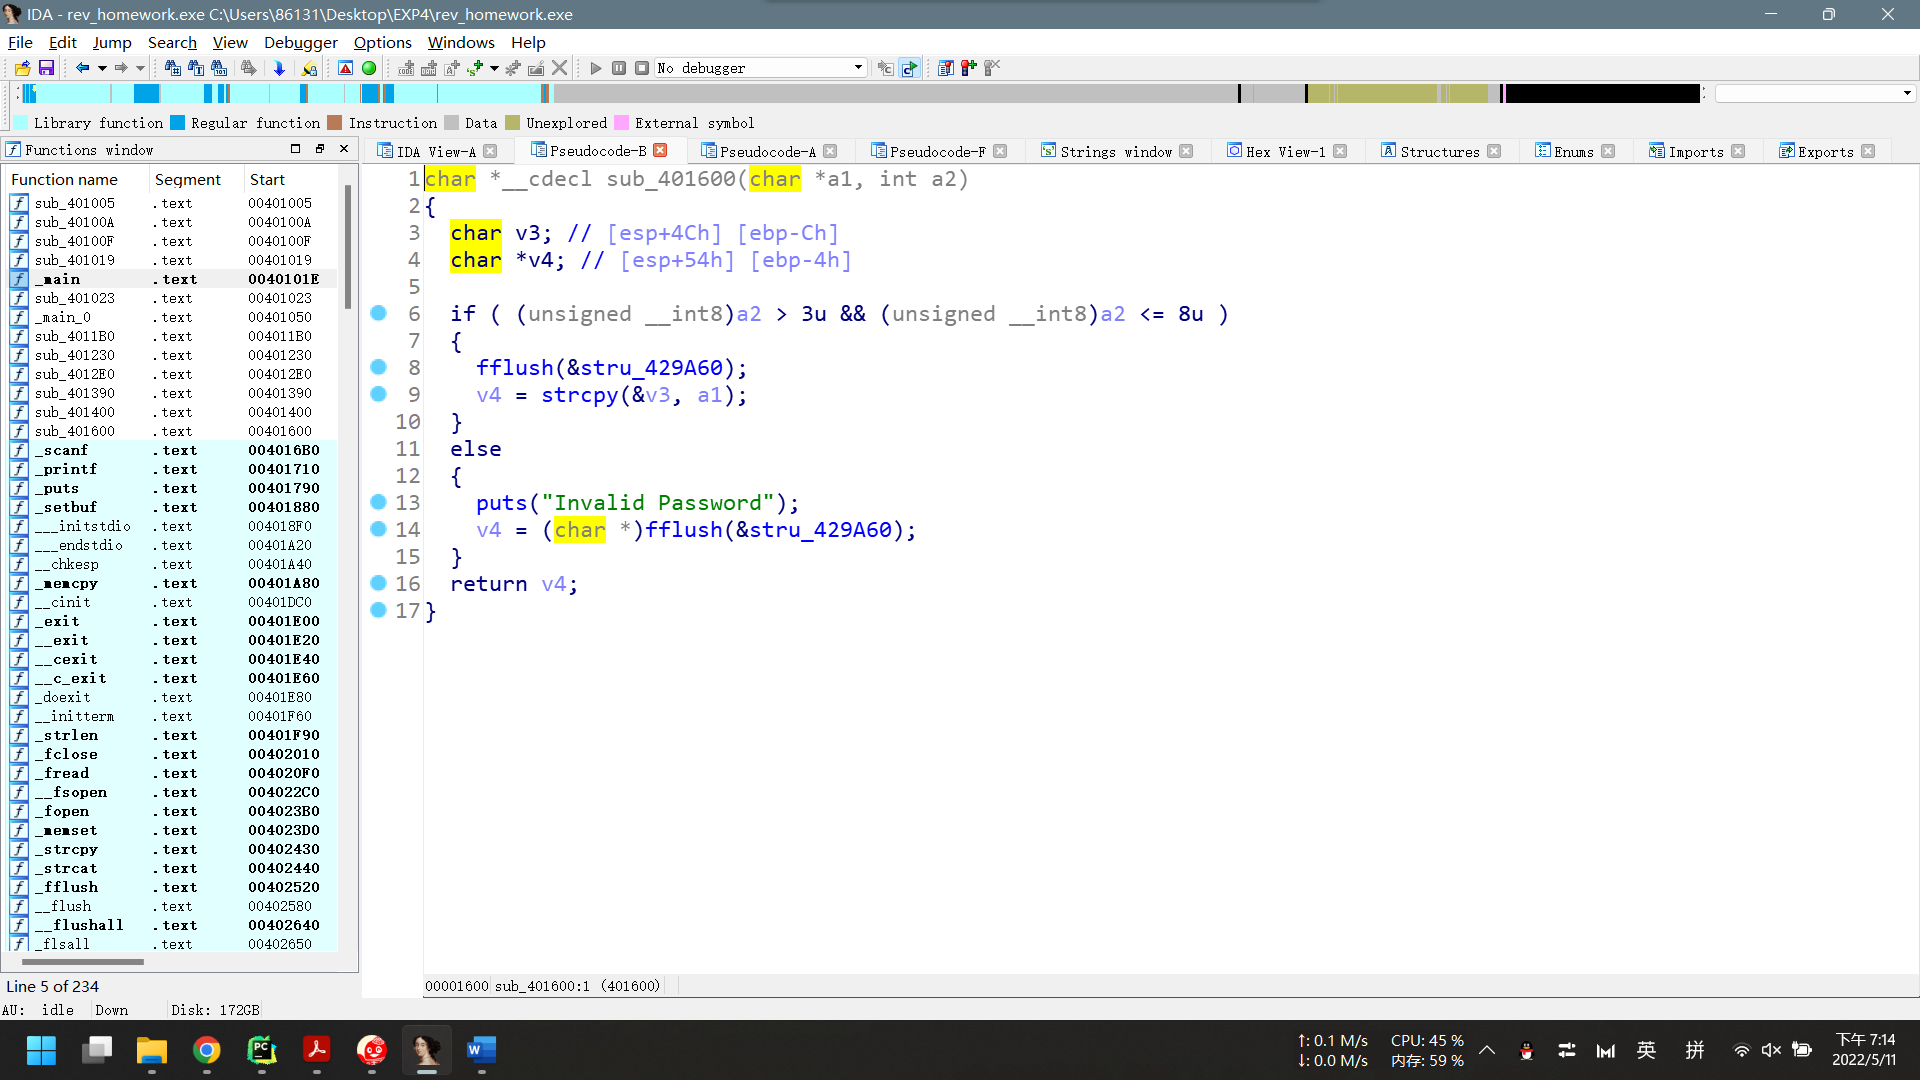 IDA - rev_homework.exe C:\Users\86131\Desktop\EXP4\rev_homework.exe
File Edit Jump Search View Debugger Options Windows Help
No debugger
Library function Regular function Instruction Data Unexplored External symbol
Functions window
IDA View-A Pseudocode-B Pseudocode-A Pseudocode-F Strings window Hex View-1 Structures Enums Imports Exports
Function name Segment Start
sub_401005 .text 00401005
sub_40100A .text 0040100A
sub_40100F .text 0040100F
sub_401019 .text 00401019
_main .text 0040101E
sub_401023 .text 00401023
_main_0 .text 00401050
sub_4011B0 .text 004011B0
sub_401230 .text 00401230
sub_4012E0 .text 004012E0
sub_401390 .text 00401390
sub_401400 .text 00401400
sub_401600 .text 00401600
_scanf .text 004016B0
_printf .text 00401710
_puts .text 00401790
_setbuf .text 00401880
___initstdio .text 004018F0
___endstdio .text 00401A20
__chkesp .text 00401A40
_memcpy .text 00401A80
__cinit .text 00401DC0
_exit .text 00401E00
__exit .text 00401E20
__cexit .text 00401E40
__c_exit .text 00401E60
_doexit .text 00401E80
__initterm .text 00401F60
_strlen .text 00401F90
_fclose .text 00402010
_fread .text 004020F0
__fsopen .text 004022C0
_fopen .text 004023B0
_memset .text 004023D0
_strcpy .text 00402430
_strcat .text 00402440
_fflush .text 00402520
__flush .text 00402580
__flushall .text 00402640
_flsall .text 00402650
Line 5 of 234
1 char *__cdecl sub_401600(char *a1, int a2)
2 {
3 char v3; // [esp+4Ch] [ebp-Ch]
4 char *v4; // [esp+54h] [ebp-4h]
5
6 if ( (unsigned __int8)a2 > 3u && (unsigned __int8)a2 <= 8u )
7 {
8 fflush(&stru_429A60);
9 v4 = strcpy(&v3, a1);
10 }
11 else
12 {
13 puts("Invalid Password");
14 v4 = (char *)fflush(&stru_429A60);
15 }
16 return v4;
17 }
00001600 sub_401600:1 (401600)
AU: idle Down Disk: 172GB
↑: 0.1 M/s CPU: 45 %
↓: 0.0 M/s 内存: 59 %
英 拼
下午 7:14
2022/5/11